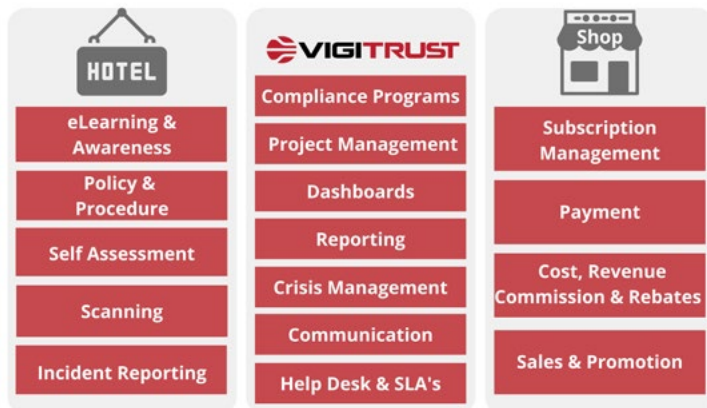 HOTEL
eLearning &
Awareness
Policy &
Procedure
Self Assessment
Scanning
Incident Reporting
VIGITRUST
Compliance Programs
Project Management
Dashboards
Reporting
Crisis Management
Communication
Help Desk & SLA's
Shop
Subscription
Management
Payment
Cost, Revenue
Commission & Rebates
Sales & Promotion